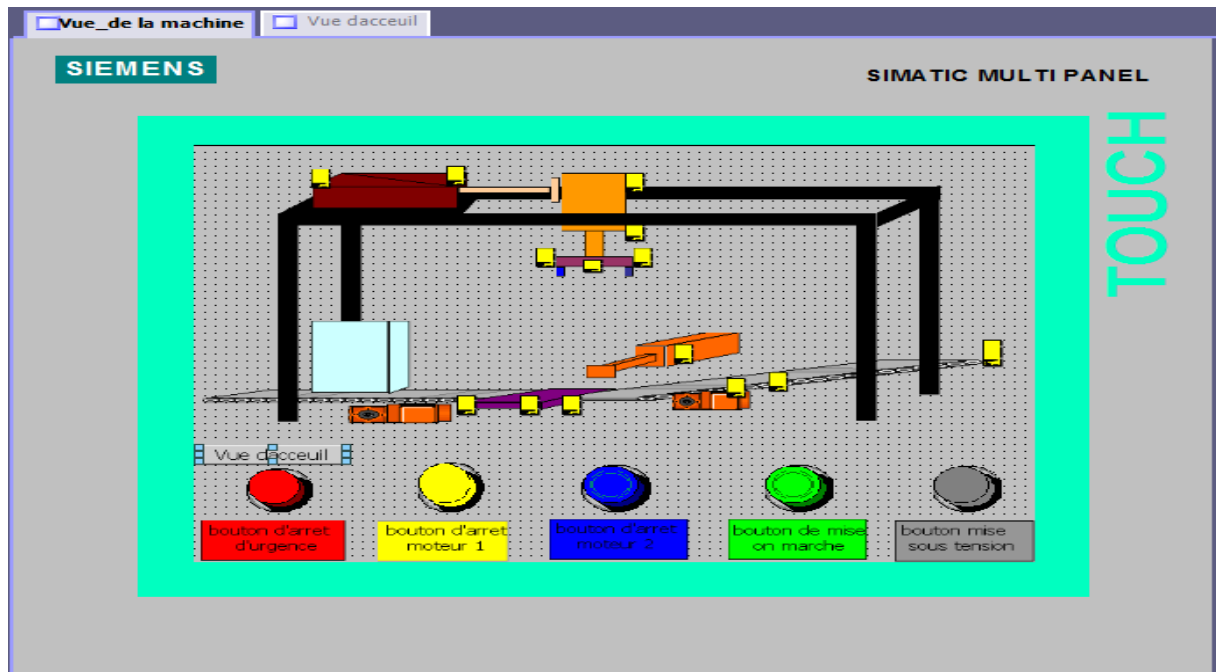 Vue_de la machine
Vue dacceuil
SIEMENS
SIMATIC MULTI PANEL
TOUCH
Vue d'acceuil
bouton d'arret
d'urgence
bouton d'arret
moteur 1
bouton d'arret
moteur 2
bouton de mise
on marche
bouton mise
sous tension